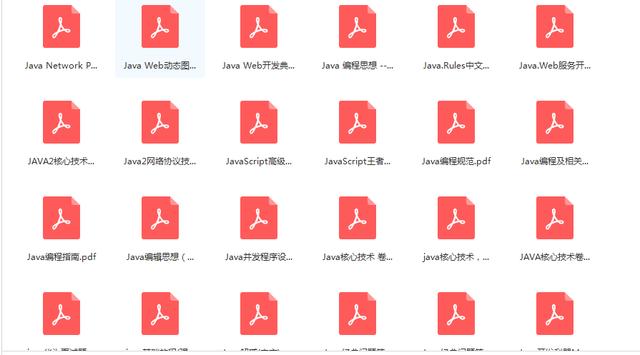 Java Network P...
Java Web动态图...
Java Web开发典...
Java 编程思想 --...
Java.Rules中文...
Java.Web服务开...
JAVA2核心技术...
Java2网络协议技...
JavaScript高级...
JavaScript王者...
Java编程规范.pdf
Java编程及相关...
Java编程指南.pdf
Java编辑思想（...
Java并发程序设...
Java核心技术 卷...
java核心技术，...
JAVA核心技术卷...